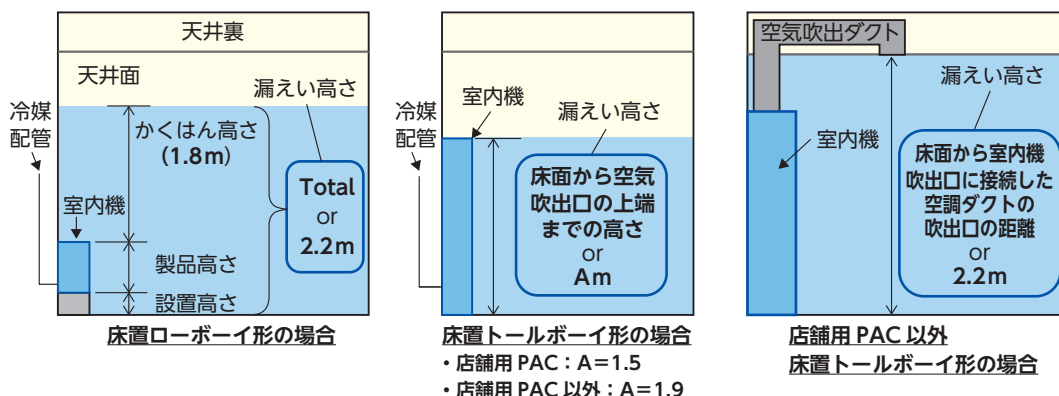 天井裏
天井面
漏えい高さ
冷媒
配管
かくはん高さ
(1.8m)
Total
or
2.2m
室内機
製品高さ
設置高さ
床置ローボーイ形の場合
冷媒
配管
室内機
漏えい高さ
床面から空気
吹出口の上端
までの高さ
or
Am
床置トールボーイ形の場合
・店舗用 PAC：A＝1.5
・店舗用 PAC 以外：A＝1.9
空気吹出ダクト
漏えい高さ
室内機
床面から室内機
吹出口に接続した
空調ダクトの
吹出口の距離
or
2.2m
店舗用 PAC 以外
床置トールボーイ形の場合